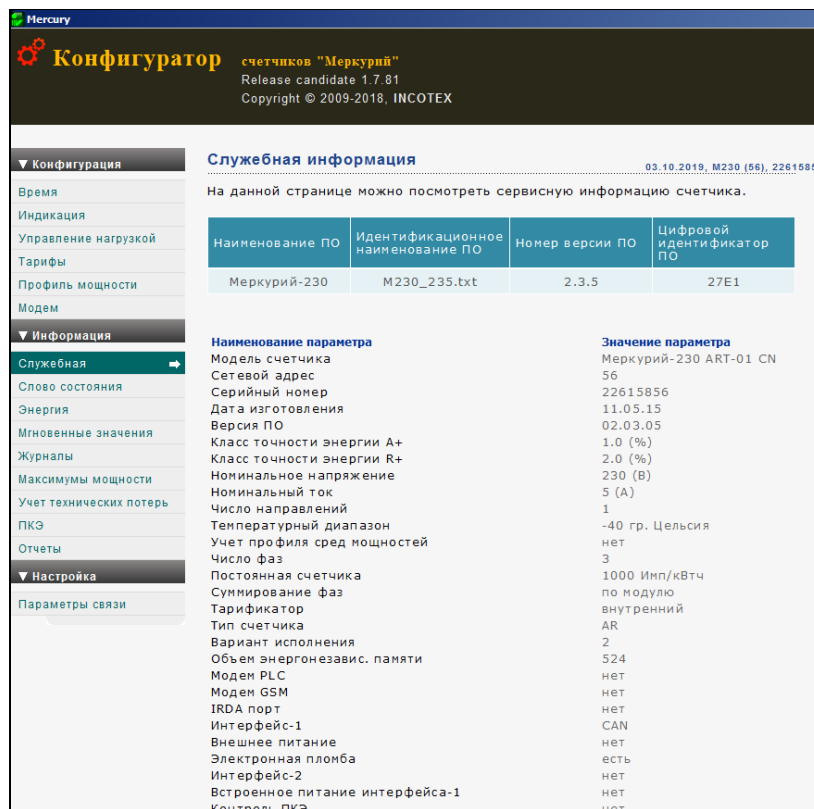 Mercury
Конфигуратор
счетчиков "Меркурий"
Release candidate 1.7.81
Copyright © 2009-2018, INCOTEX
▼ Конфигурация
Время
Индикация
Управление нагрузкой
Тарифы
Профиль мощности
Модем
▼ Информация
Служебная
Слово состояния
Энергия
Мгновенные значения
Журналы
Максимумы мощности
Учет технических потерь
ПКЭ
Отчеты
▼ Настройка
Параметры связи
Служебная информация
03.10.2019, M230 (56), 2261585
На данной странице можно посмотреть сервисную информацию счетчика.
Наименование ПО
Идентификационное
наименование ПО
Номер версии ПО
Цифровой
идентификатор
ПО
Меркурий-230 M230_235.txt 2.3.5 27E1
Наименование параметра Значение параметра
Модель счетчика Меркурий-230 ART-01 CN
Сетевой адрес 56
Серийный номер 22615856
Дата изготовления 11.05.15
Версия ПО 02.03.05
Класс точности энергии A+ 1.0 (%)
Класс точности энергии R+ 2.0 (%)
Номинальное напряжение 230 (В)
Номинальный ток 5 (А)
Число направлений 1
Температурный диапазон -40 гр. Цельсия
Учет профиля сред мощностей нет
Число фаз 3
Постоянная счетчика 1000 Имп/кВтч
Суммирование фаз по модулю
Тарификатор внутренний
Тип счетчика AR
Вариант исполнения 2
Объем энергонезавис. памяти 524
Модем PLC нет
Модем GSM нет
IRDA порт нет
Интерфейс-1 CAN
Внешнее питание нет
Электронная пломба есть
Интерфейс-2 нет
Встроенное питание интерфейса-1 нет
Контроль ПКЭ нет